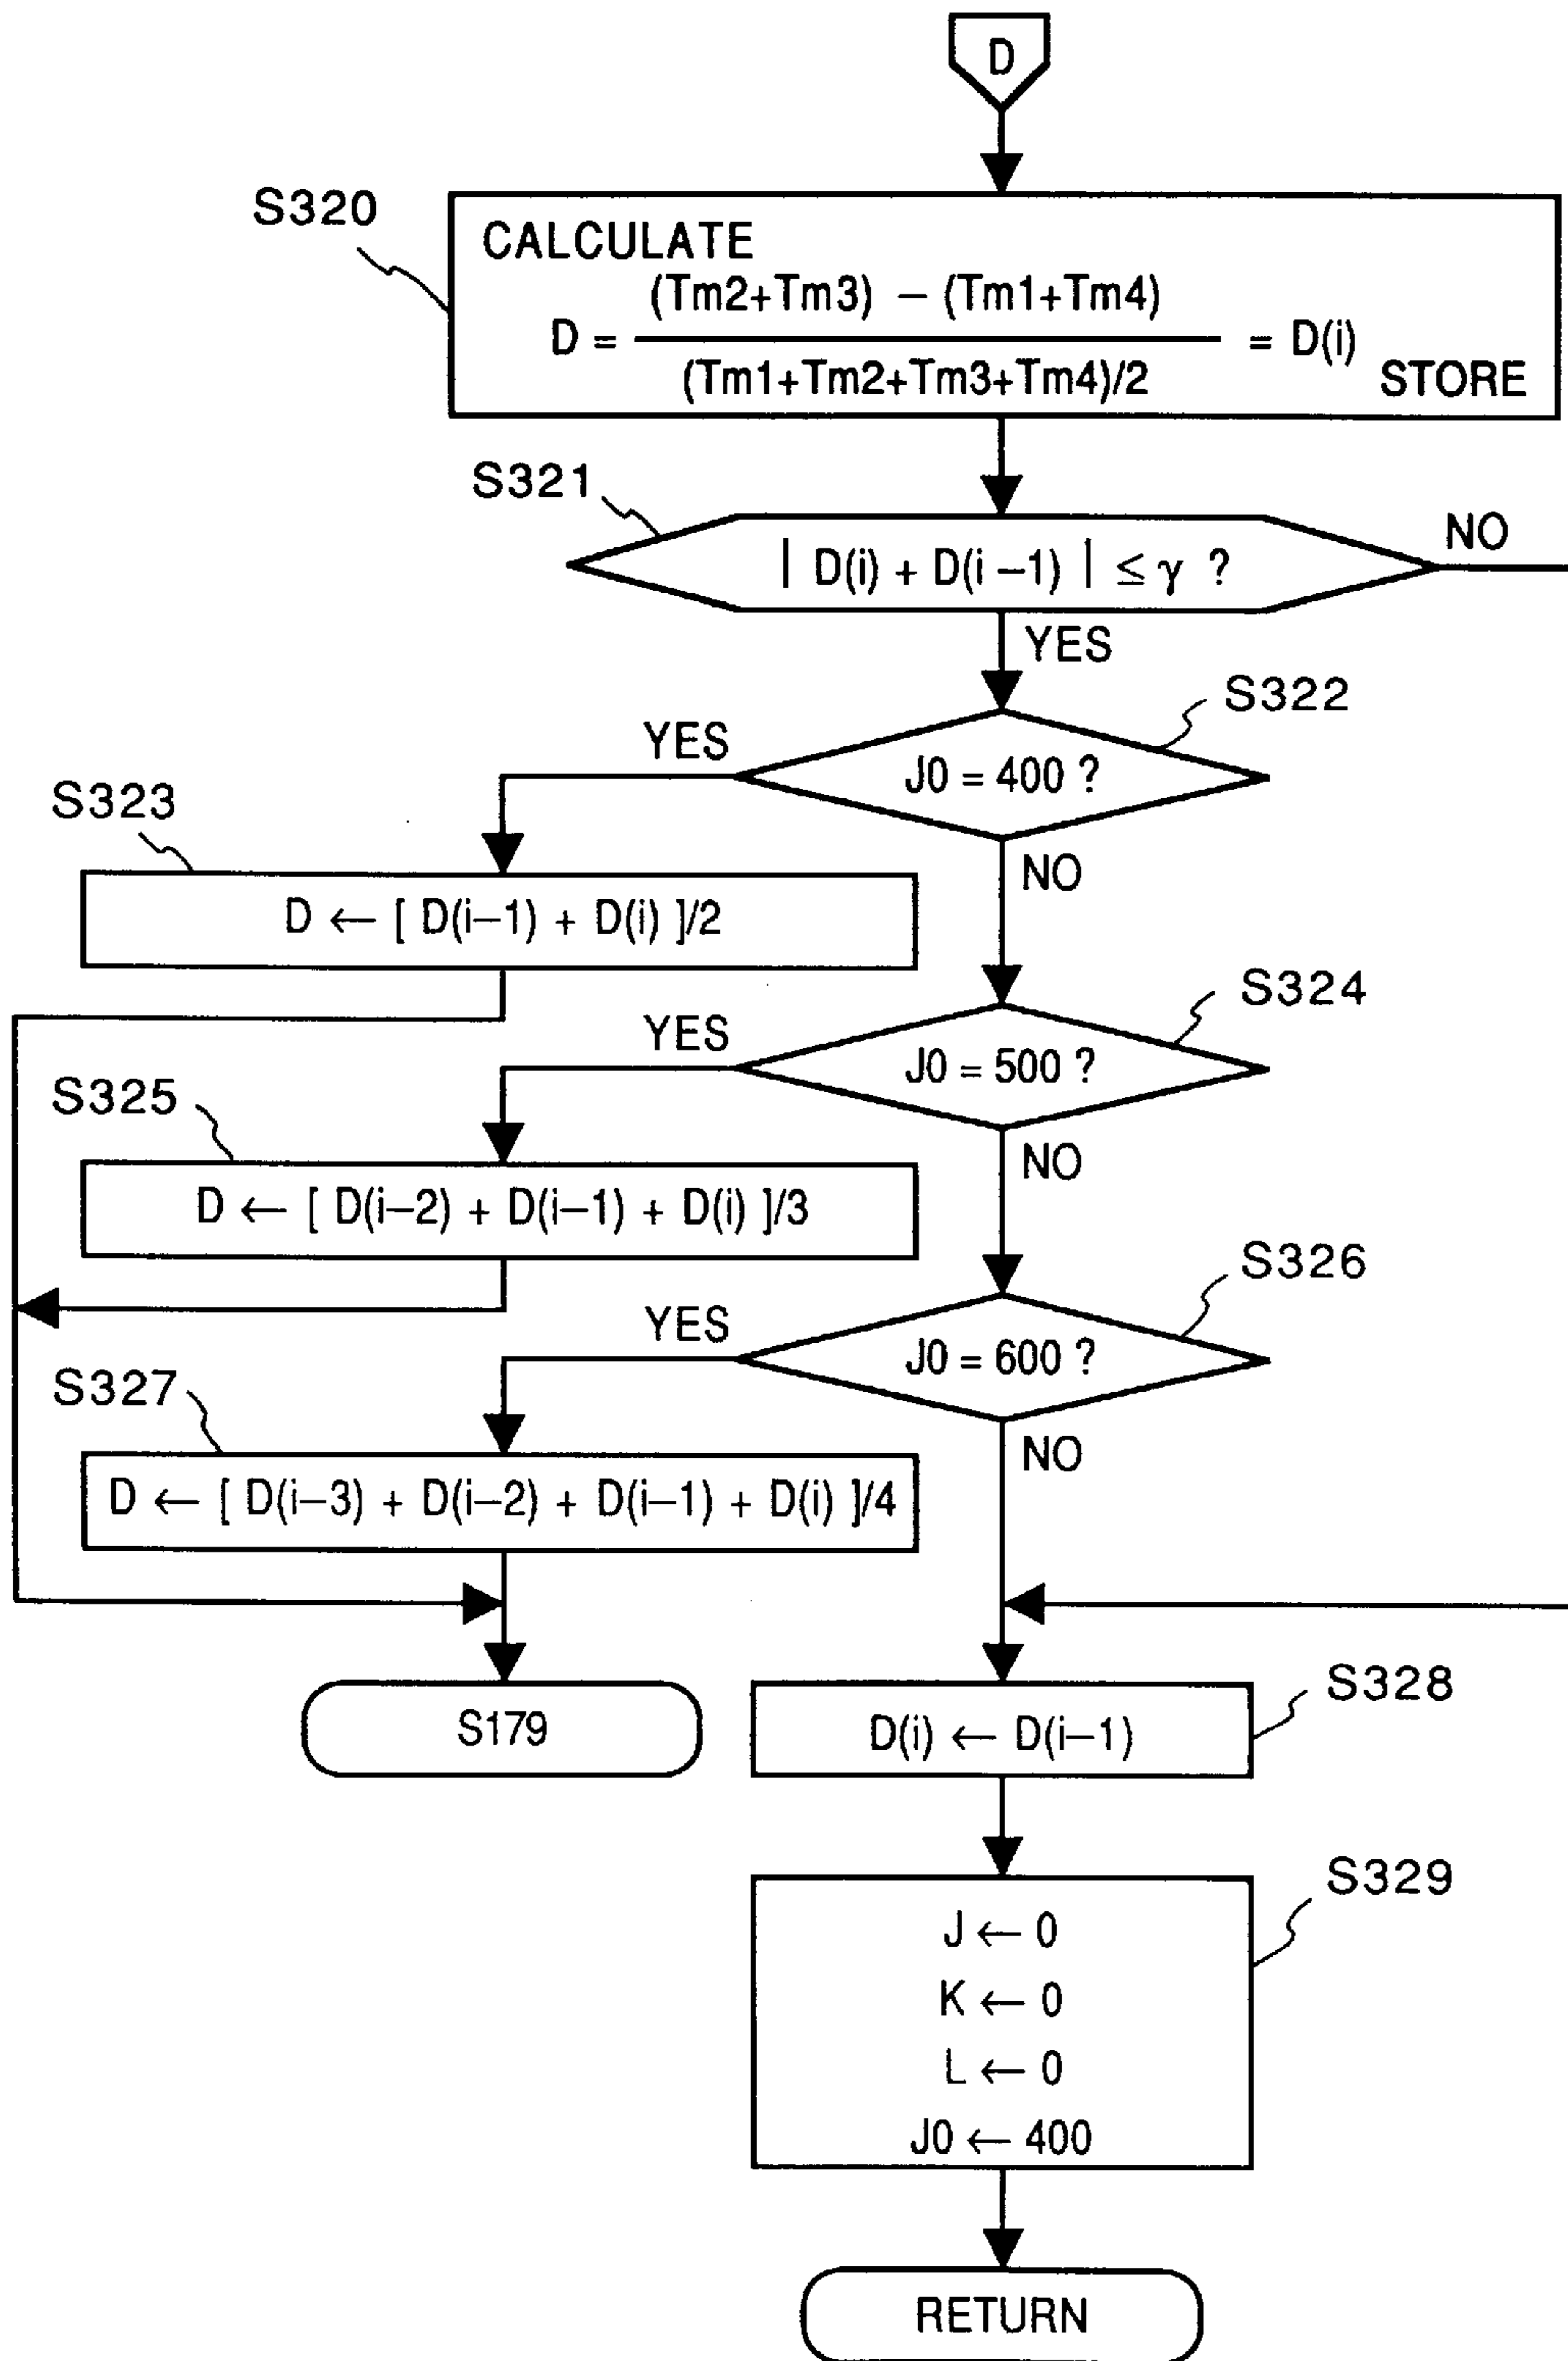 D
S320
CALCULATE
(Tm2+Tm3) − (Tm1+Tm4)
D = = D(i)
(Tm1+Tm2+Tm3+Tm4)/2
STORE
S321
NO
| D(i) + D(i −1) | ≤ γ ?
YES
S322
YES
J0 = 400 ?
S323
NO
D ← [ D(i−1) + D(i) ]/2
S324
YES
J0 = 500 ?
S325
NO
D ← [ D(i−2) + D(i−1) + D(i) ]/3
S326
YES
J0 = 600 ?
S327
NO
D ← [ D(i−3) + D(i−2) + D(i−1) + D(i) ]/4
S328
S179
D(i) ← D(i−1)
S329
J ← 0
K ← 0
L ← 0
J0 ← 400
RETURN